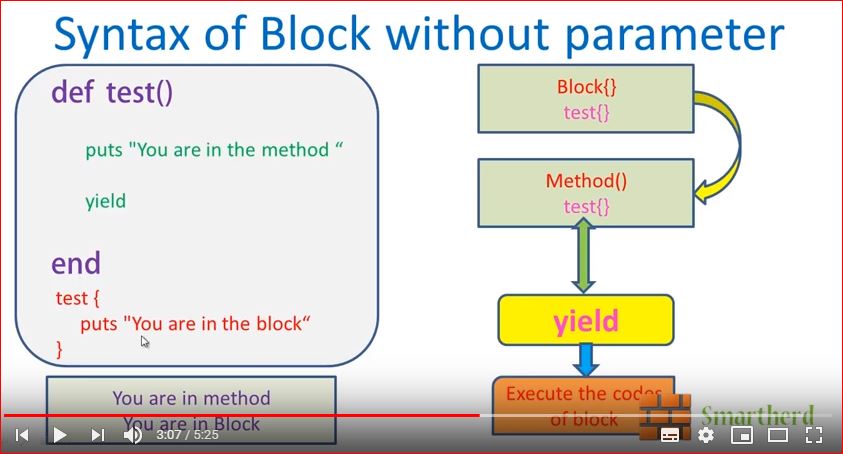 Syntax of Block without parameter
def test()
puts "You are in the method “
yield
end
test {
puts "You are in the block“
}
You are in method
You are in Block
Block{}
test{}
Method()
test{}
yield
Execute the codes
of block
Smartherd
3:07 / 5:25